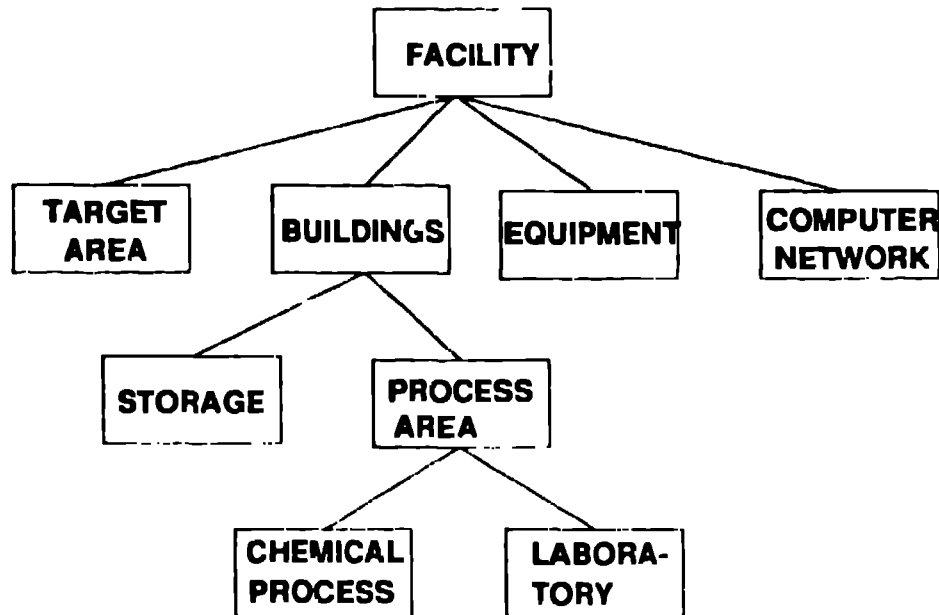 FACILITY
TARGET
AREA
BUILDINGS
EQUIPMENT
COMPUTER
NETWORK
STORAGE
PROCESS
AREA
CHEMICAL
PROCESS
LABORA-
TORY